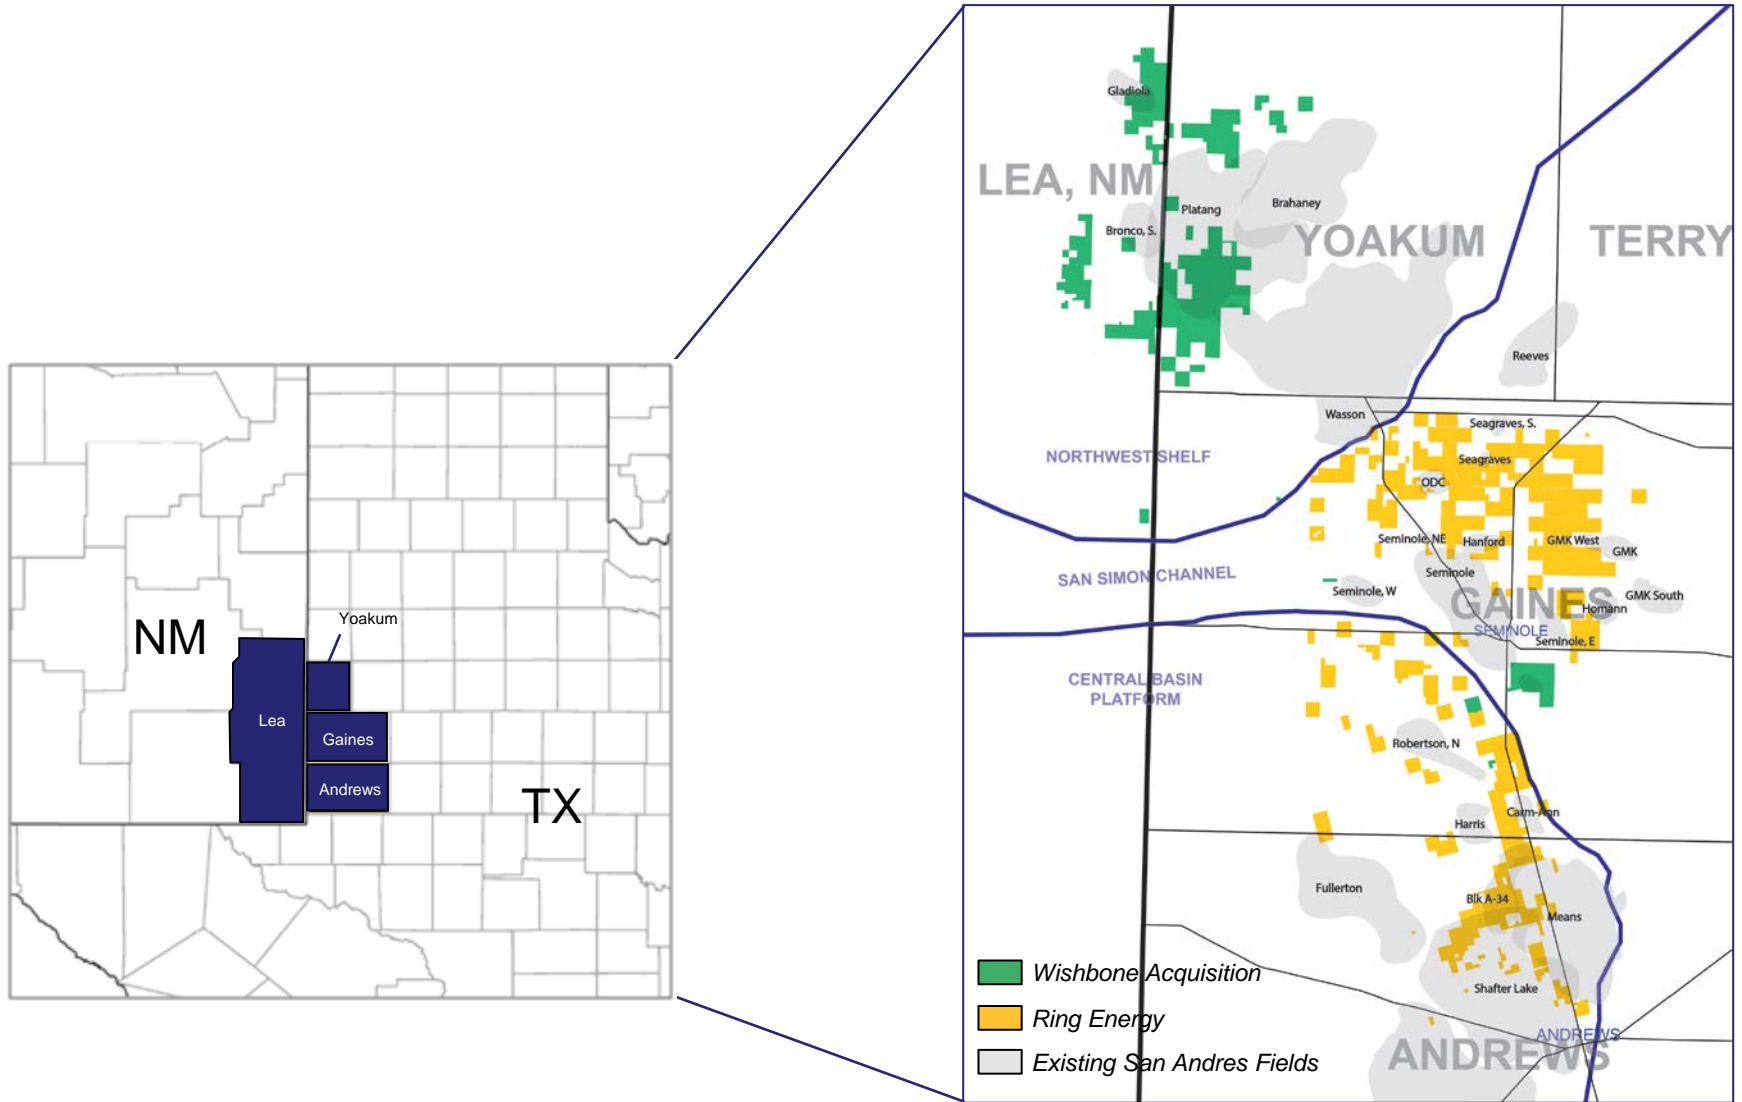 NM
Yoakum
Lea
Gaines
Andrews
TX
Gladiola
LEA, NM
Platang
Brahaney
Bronco, S.
YOAKUM
TERRY
Reeves
Wasson
Seagraves, S.
NORTHWEST SHELF
Seagraves
ODC
Seminole, NE
Hanford
GMK West
GMK
SAN SIMON CHANNEL
Seminole
Seminole, W
GMK South
GAINES
Homann
SEMINOLE
Seminole, E
CENTRAL BASIN
PLATFORM
Robertson, N
Carm-Ann
Harris
Fullerton
Blk A-34
Means
Shafter Lake
ANDREWS
ANDREWS
Wishbone Acquisition
Ring Energy
Existing San Andres Fields